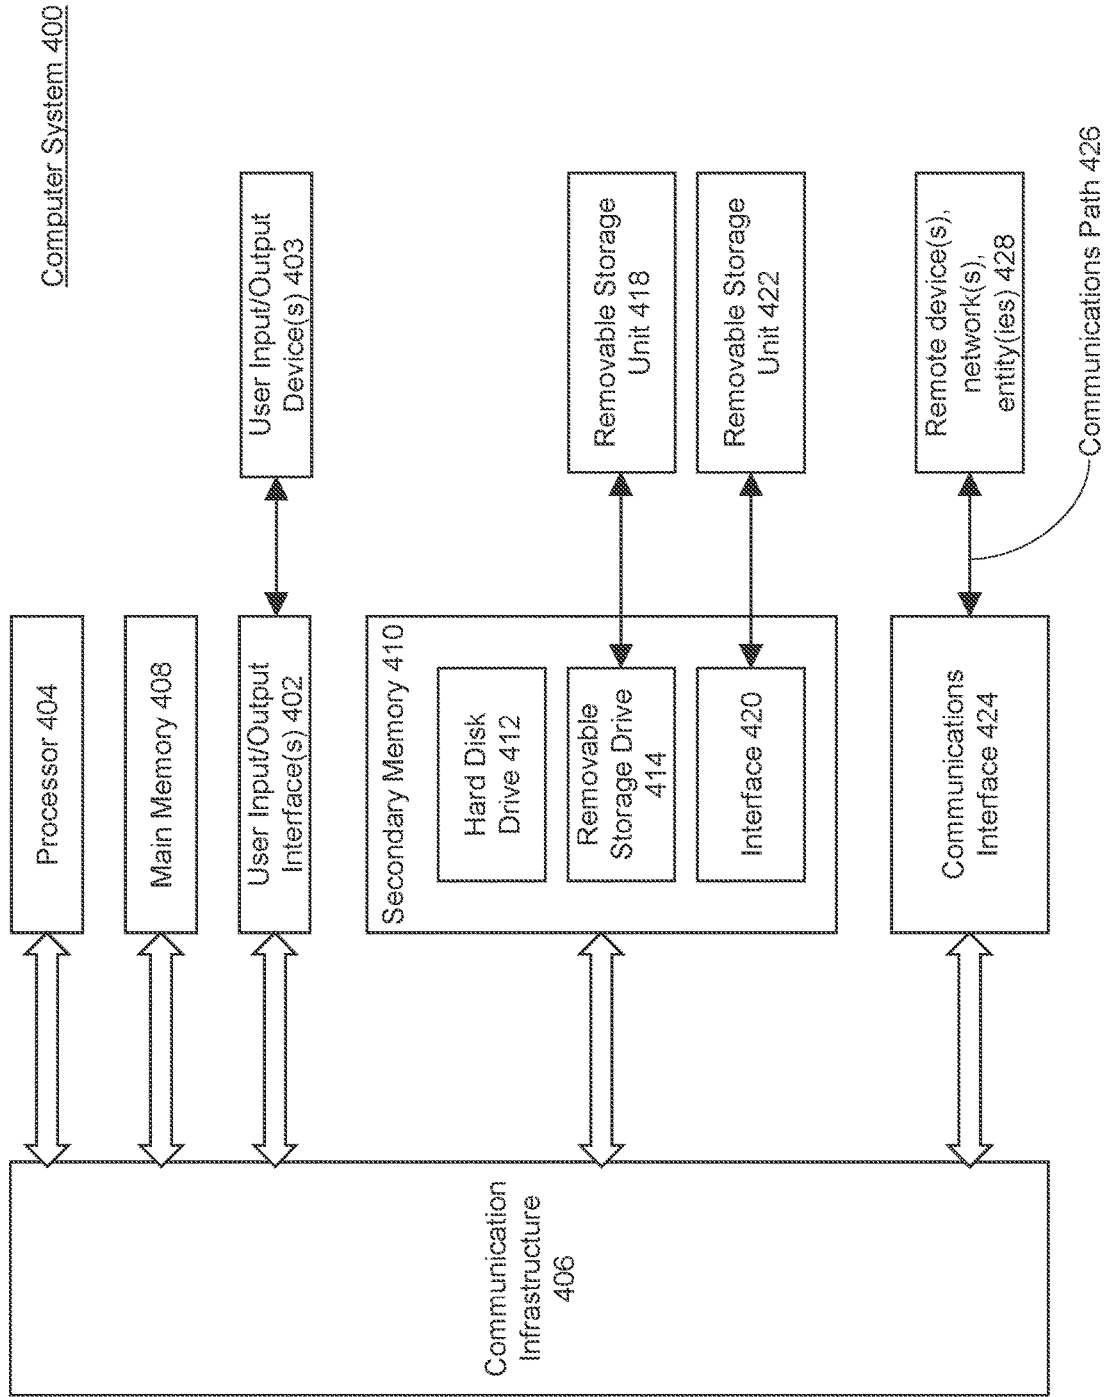 Computer System 400
Processor 404
Main Memory 408
User Input/Output
Interface(s) 402
User Input/Output
Device(s) 403
Communication
Infrastructure
406
Secondary Memory 410
Hard Disk
Drive 412
Removable
Storage Drive
414
Interface 420
Removable Storage
Unit 418
Removable Storage
Unit 422
Communications
Interface 424
Remote device(s),
network(s),
entity(ies) 428
Communications Path 426